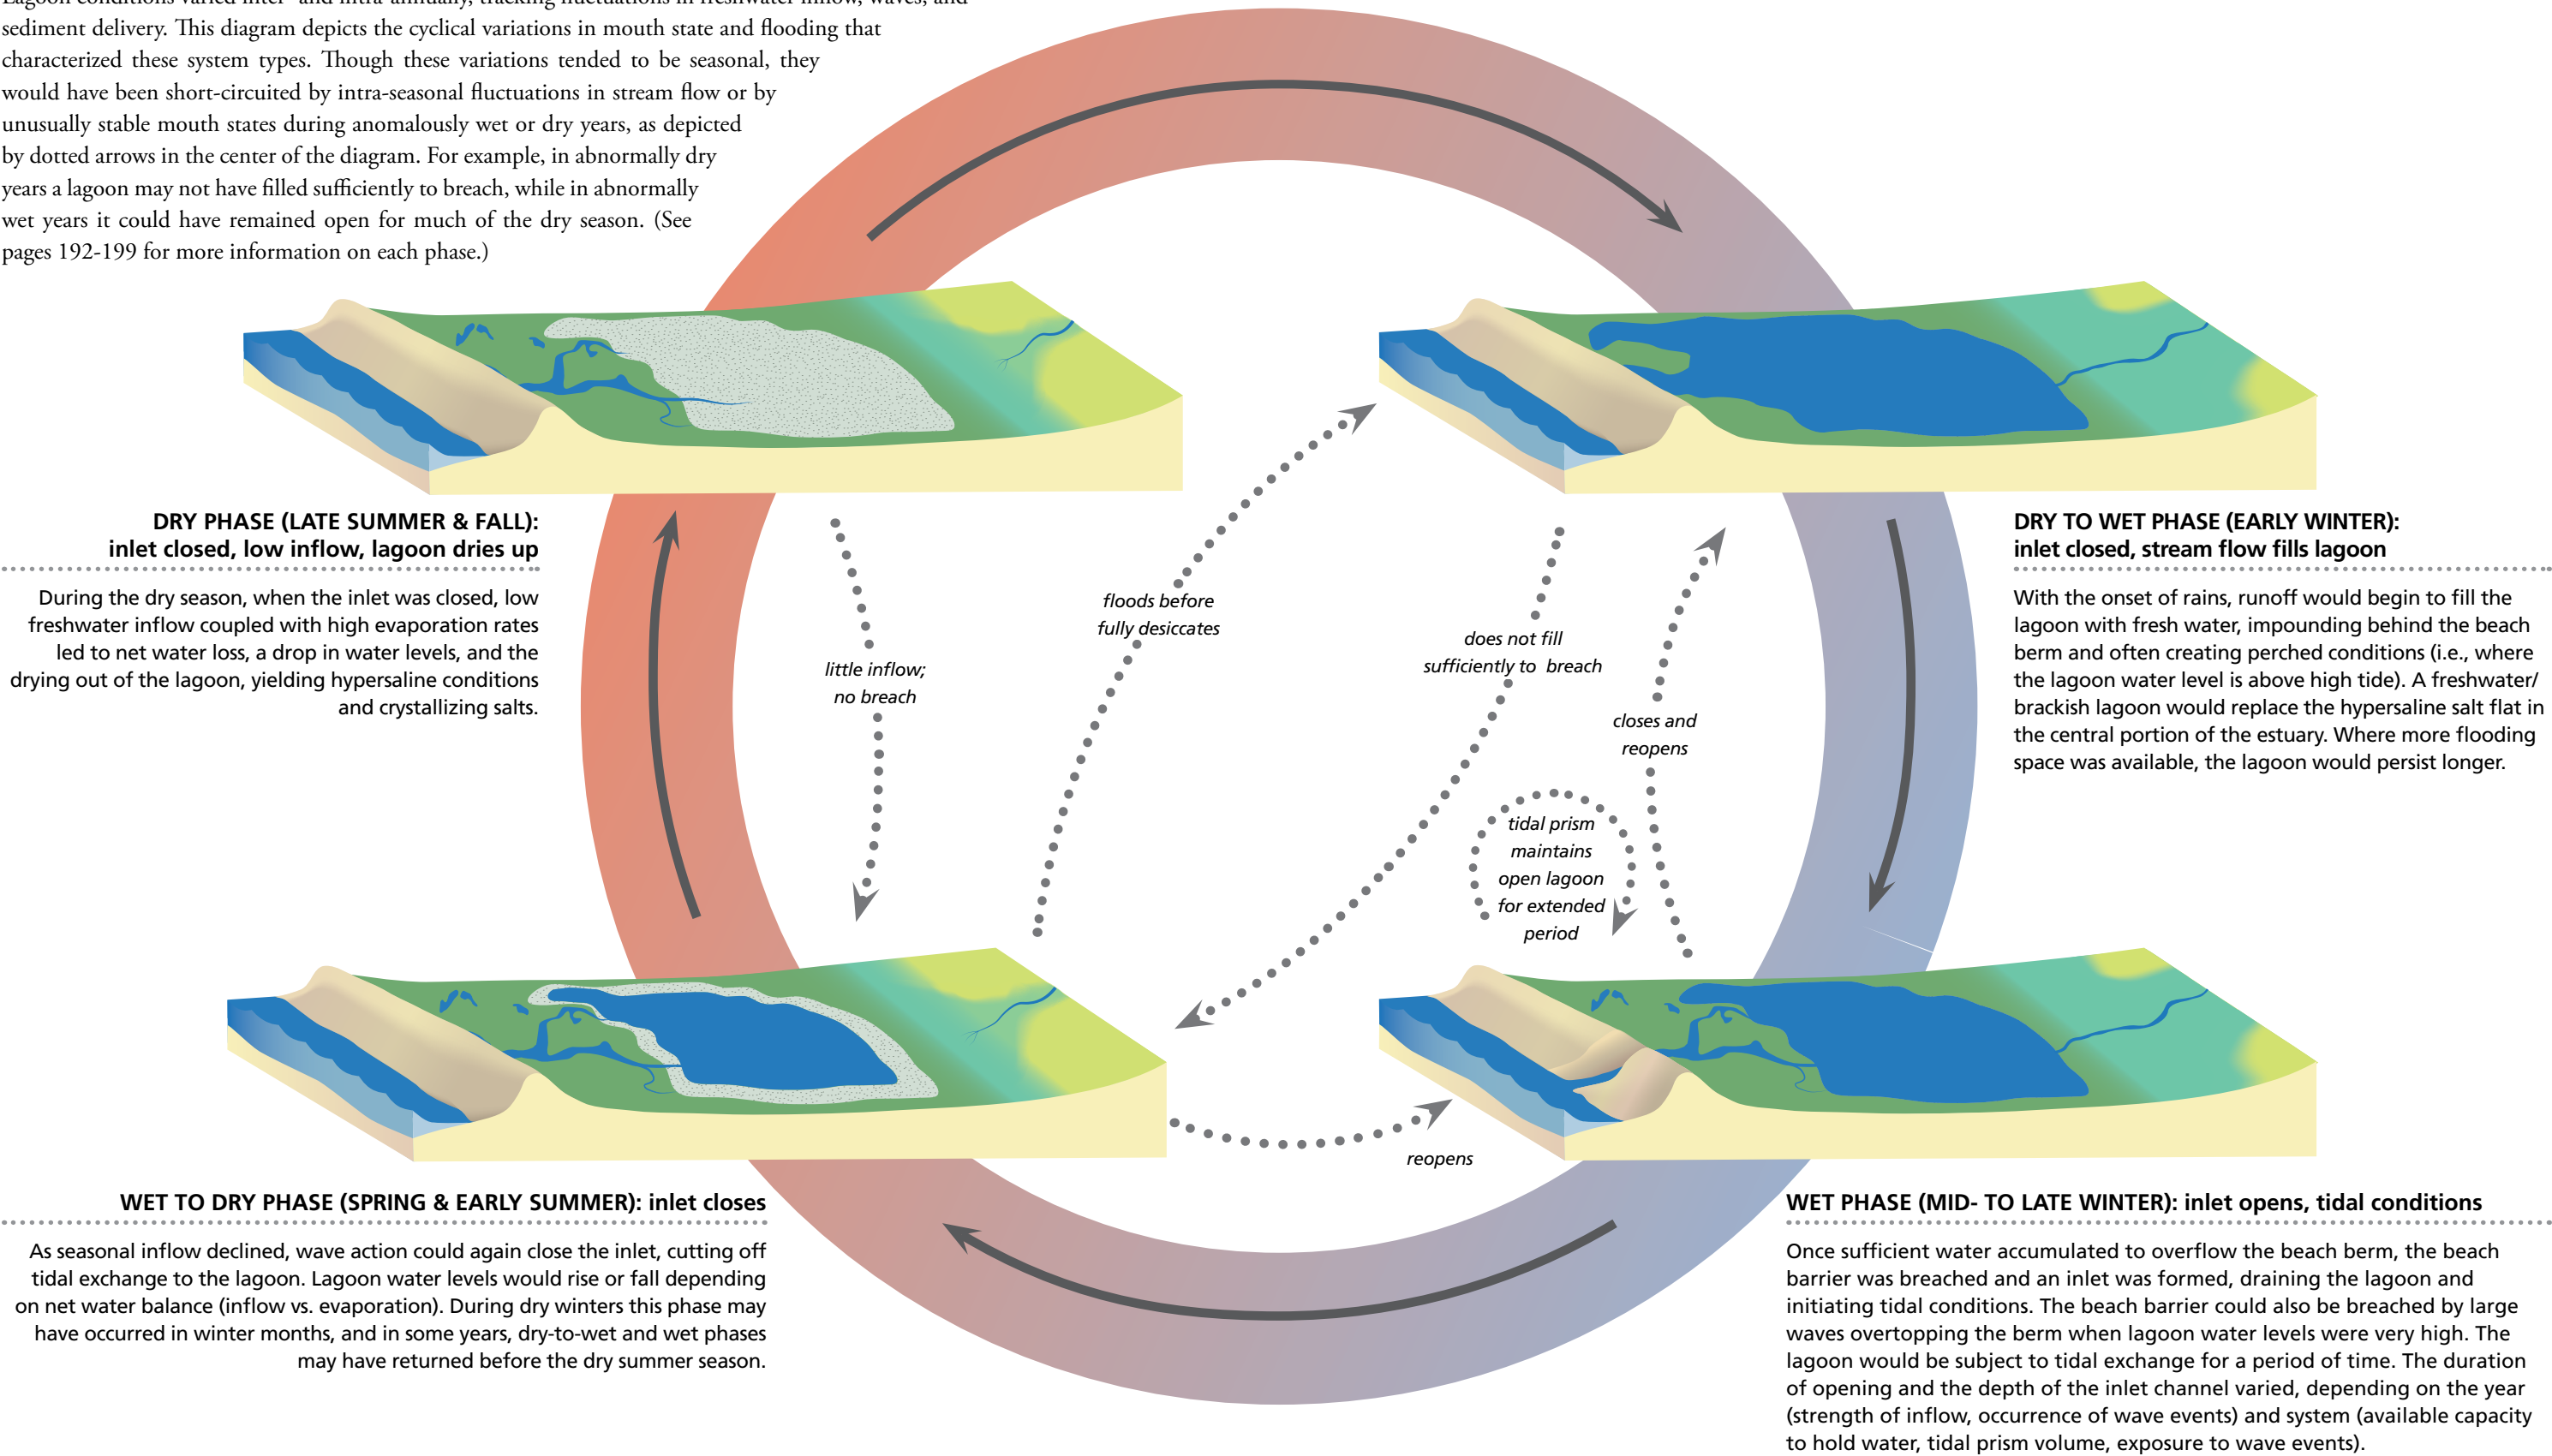 Lagoon conditions varied inter- and intra-annually, tracking fluctuations in freshwater inflow, waves, and
sediment delivery. This diagram depicts the cyclical variations in mouth state and flooding that
characterized these system types. Though these variations tended to be seasonal, they
would have been short-circuited by intra-seasonal fluctuations in stream flow or by
unusually stable mouth states during anomalously wet or dry years, as depicted
by dotted arrows in the center of the diagram. For example, in abnormally dry
years a lagoon may not have filled sufficiently to breach, while in abnormally
wet years it could have remained open for much of the dry season. (See
pages 192-199 for more information on each phase.)
DRY PHASE (LATE SUMMER & FALL):
inlet closed, low inflow, lagoon dries up
During the dry season, when the inlet was closed, low
freshwater inflow coupled with high evaporation rates
led to net water loss, a drop in water levels, and the
drying out of the lagoon, yielding hypersaline conditions
and crystallizing salts.
DRY TO WET PHASE (EARLY WINTER):
inlet closed, stream flow fills lagoon
With the onset of rains, runoff would begin to fill the
lagoon with fresh water, impounding behind the beach
berm and often creating perched conditions (i.e., where
the lagoon water level is above high tide). A freshwater/
brackish lagoon would replace the hypersaline salt flat in
the central portion of the estuary. Where more flooding
space was available, the lagoon would persist longer.
little inflow;
no breach
floods before
fully desiccates
does not fill
sufficiently to breach
closes and
reopens
tidal prism
maintains
open lagoon
for extended
period
reopens
WET TO DRY PHASE (SPRING & EARLY SUMMER): inlet closes
As seasonal inflow declined, wave action could again close the inlet, cutting off
tidal exchange to the lagoon. Lagoon water levels would rise or fall depending
on net water balance (inflow vs. evaporation). During dry winters this phase may
have occurred in winter months, and in some years, dry-to-wet and wet phases
may have returned before the dry summer season.
WET PHASE (MID- TO LATE WINTER): inlet opens, tidal conditions
Once sufficient water accumulated to overflow the beach berm, the beach
barrier was breached and an inlet was formed, draining the lagoon and
initiating tidal conditions. The beach barrier could also be breached by large
waves overtopping the berm when lagoon water levels were very high. The
lagoon would be subject to tidal exchange for a period of time. The duration
of opening and the depth of the inlet channel varied, depending on the year
(strength of inflow, occurrence of wave events) and system (available capacity
to hold water, tidal prism volume, exposure to wave events).